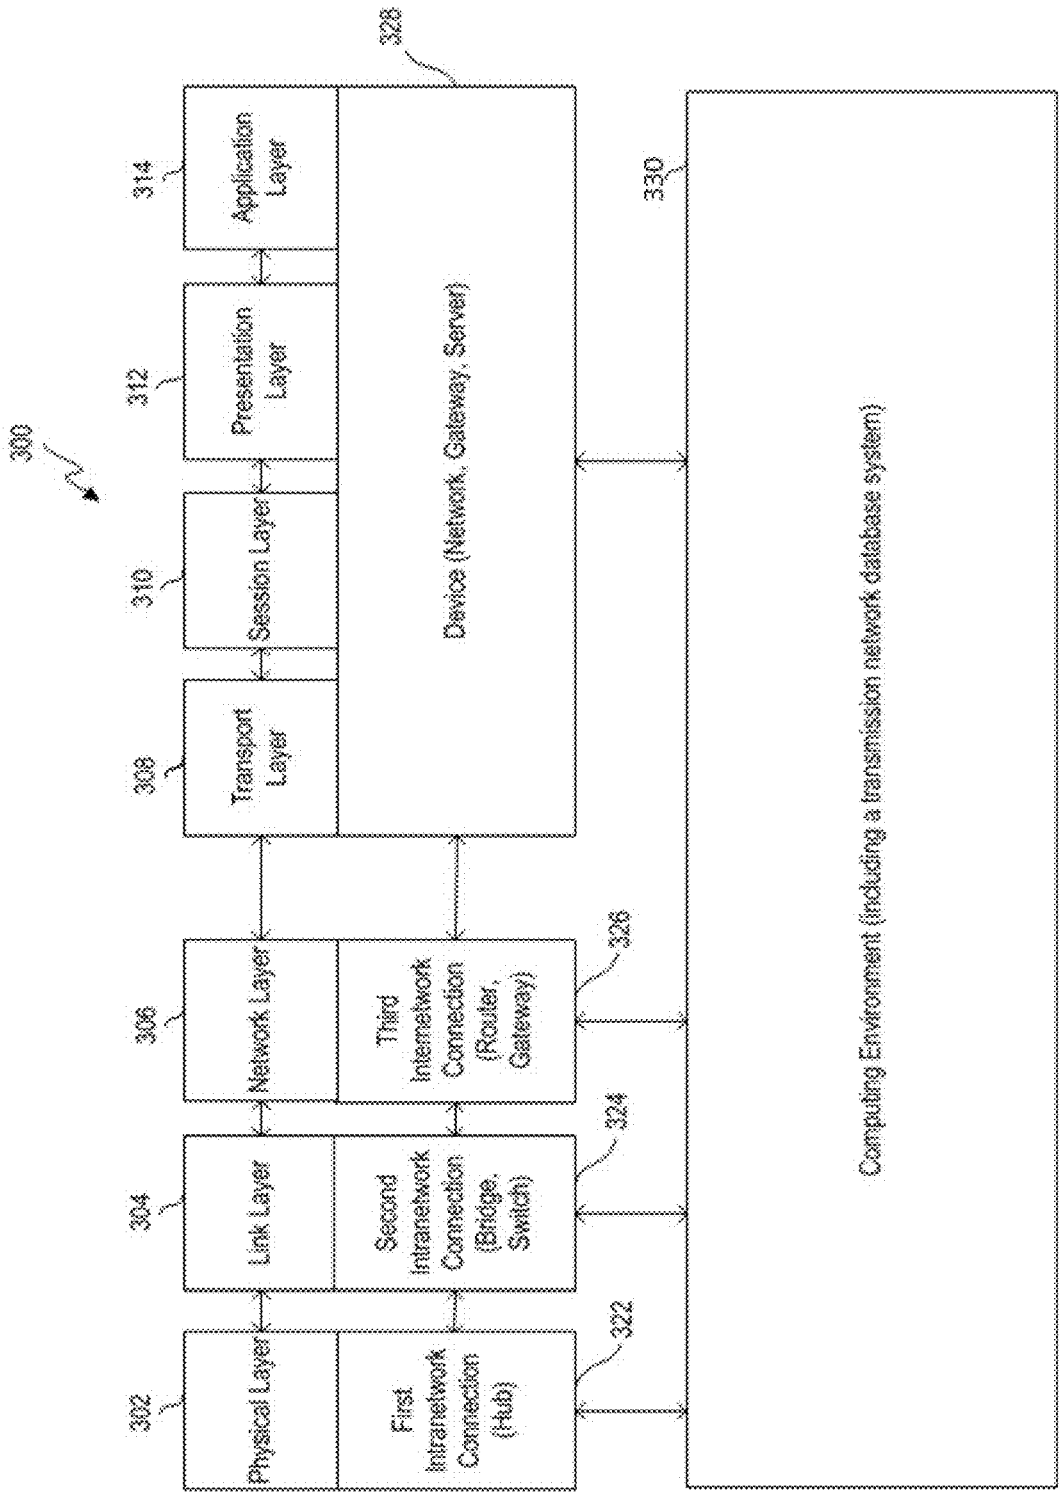 300
302
304
306
308
310
312
314
Physical Layer
Link Layer
Network Layer
Transport
Layer
Session Layer
Presentation
Layer
Application
Layer
First
Intranetwork
Connection
(Hub)
Second
Intranetwork
Connection
(Bridge,
Switch)
Third
Internetwork
Connection
(Router,
Gateway)
Device (Network, Gateway, Server)
322
324
326
328
330
Computing Environment (including a transmission network database system)